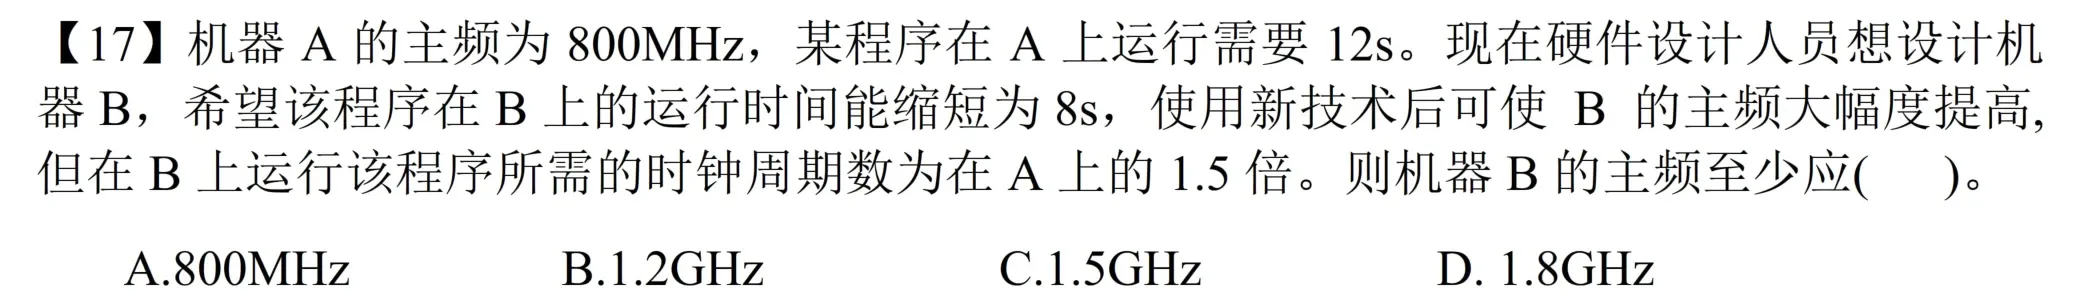 【17】机器 A 的主频为 800MHz，某程序在 A 上运行需要 12s。现在硬件设计人员想设计机
器 B，希望该程序在 B 上的运行时间能缩短为 8s，使用新技术后可使 B 的主频大幅度提高,
但在 B 上运行该程序所需的时钟周期数为在 A 上的 1.5 倍。则机器 B 的主频至少应( )。
A.800MHz B.1.2GHz C.1.5GHz D. 1.8GHz